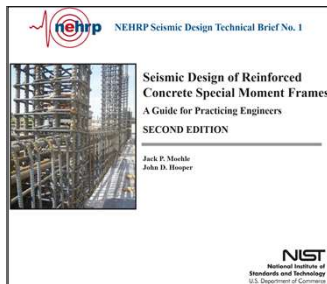 nehrp
NEHRP Seismic Design Technical Brief No. 1
Seismic Design of Reinforced
Concrete Special Moment Frames
A Guide for Practicing Engineers
SECOND EDITION
Jack P. Moehle
John D. Hooper
NIST
National Institute of
Standards and Technology
U.S. Department of Commerce